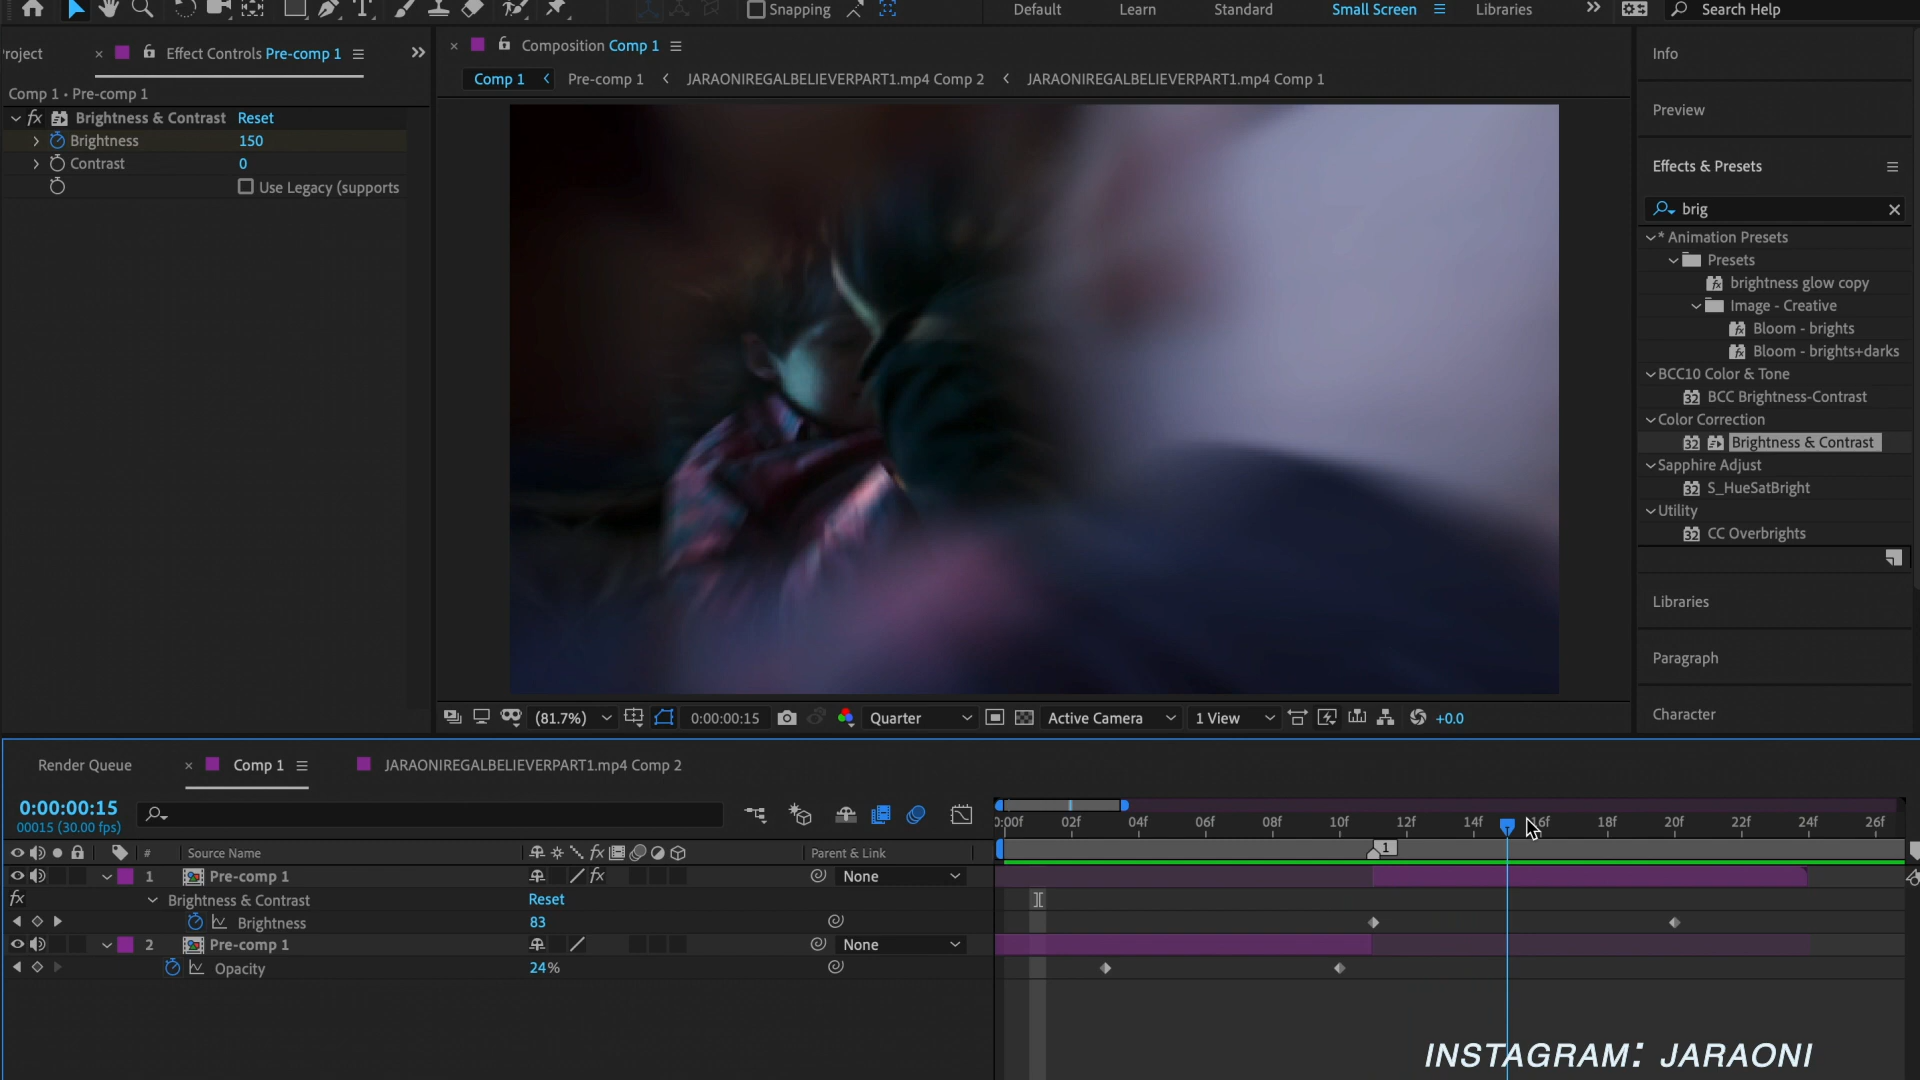 Snapping
Default
Learn
Standard
Small Screen
Libraries
Search Help
roject
Effect Controls Pre-comp 1
Composition Comp 1
Info
Comp 1
Pre-comp 1
JARAONIREGALBELIEVERPART1.mp4 Comp 2
JARAONIREGALBELIEVERPART1.mp4 Comp 1
Comp 1 • Pre-comp 1
fx Brightness & Contrast Reset
Brightness 150
Contrast 0
Use Legacy (supports
Preview
Effects & Presets
brig
* Animation Presets
Presets
brightness glow copy
Image - Creative
Bloom - brights
Bloom - brights+darks
BCC10 Color & Tone
BCC Brightness-Contrast
Color Correction
Brightness & Contrast
Sapphire Adjust
S_HueSatBright
Utility
CC Overbrights
Libraries
Paragraph
Character
(81.7%)
0:00:00:15
Quarter
Active Camera
1 View
+0.0
Render Queue
Comp 1
JARAONIREGALBELIEVERPART1.mp4 Comp 2
0:00:00:15
00015 (30.00 fps)
:00f 02f 04f 06f 08f 10f 12f 14f 16f 18f 20f 22f 24f 26f
# Source Name fx Parent & Link
1
1 Pre-comp 1 fx None
fx Brightness & Contrast Reset
Brightness 83
2 Pre-comp 1 None
Opacity 24%
INSTAGRAM: JARAONI